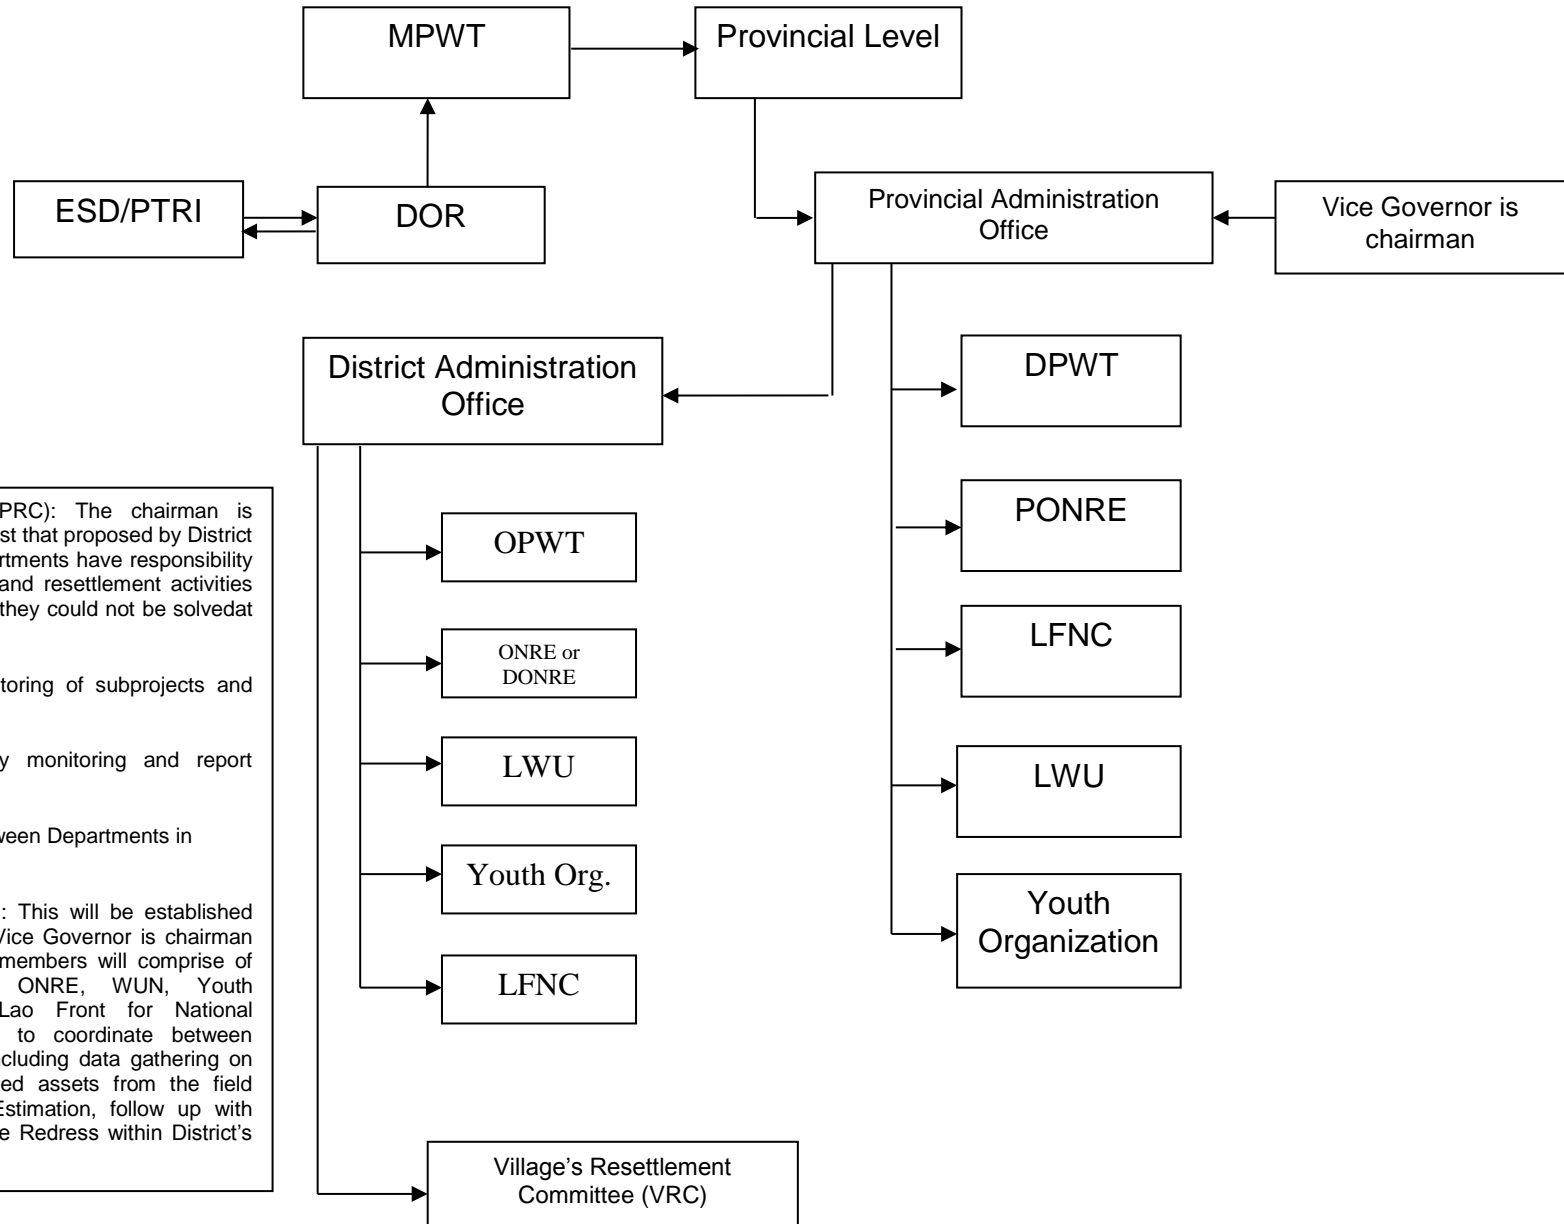 MPWT
Provincial Level
ESD/PTRI
DOR
Provincial Administration
Office
Vice Governor is
chairman
District Administration
Office
DPWT
PONRE
LFNC
LWU
Youth
Organization
OPWT
ONRE or
DONRE
LWU
Youth Org.
LFNC
PRC): The chairman is
st that proposed by District
rtments have responsibility
and resettlement activities
they could not be solvedat
toring of subprojects and
y monitoring and report
ween Departments in
: This will be established
Vice Governor is chairman
members will comprise of
ONRE, WUN, Youth
Lao Front for National
to coordinate between
ncluding data gathering on
ed assets from the field
Estimation, follow up with
e Redress within District's
Village's Resettlement
Committee (VRC)